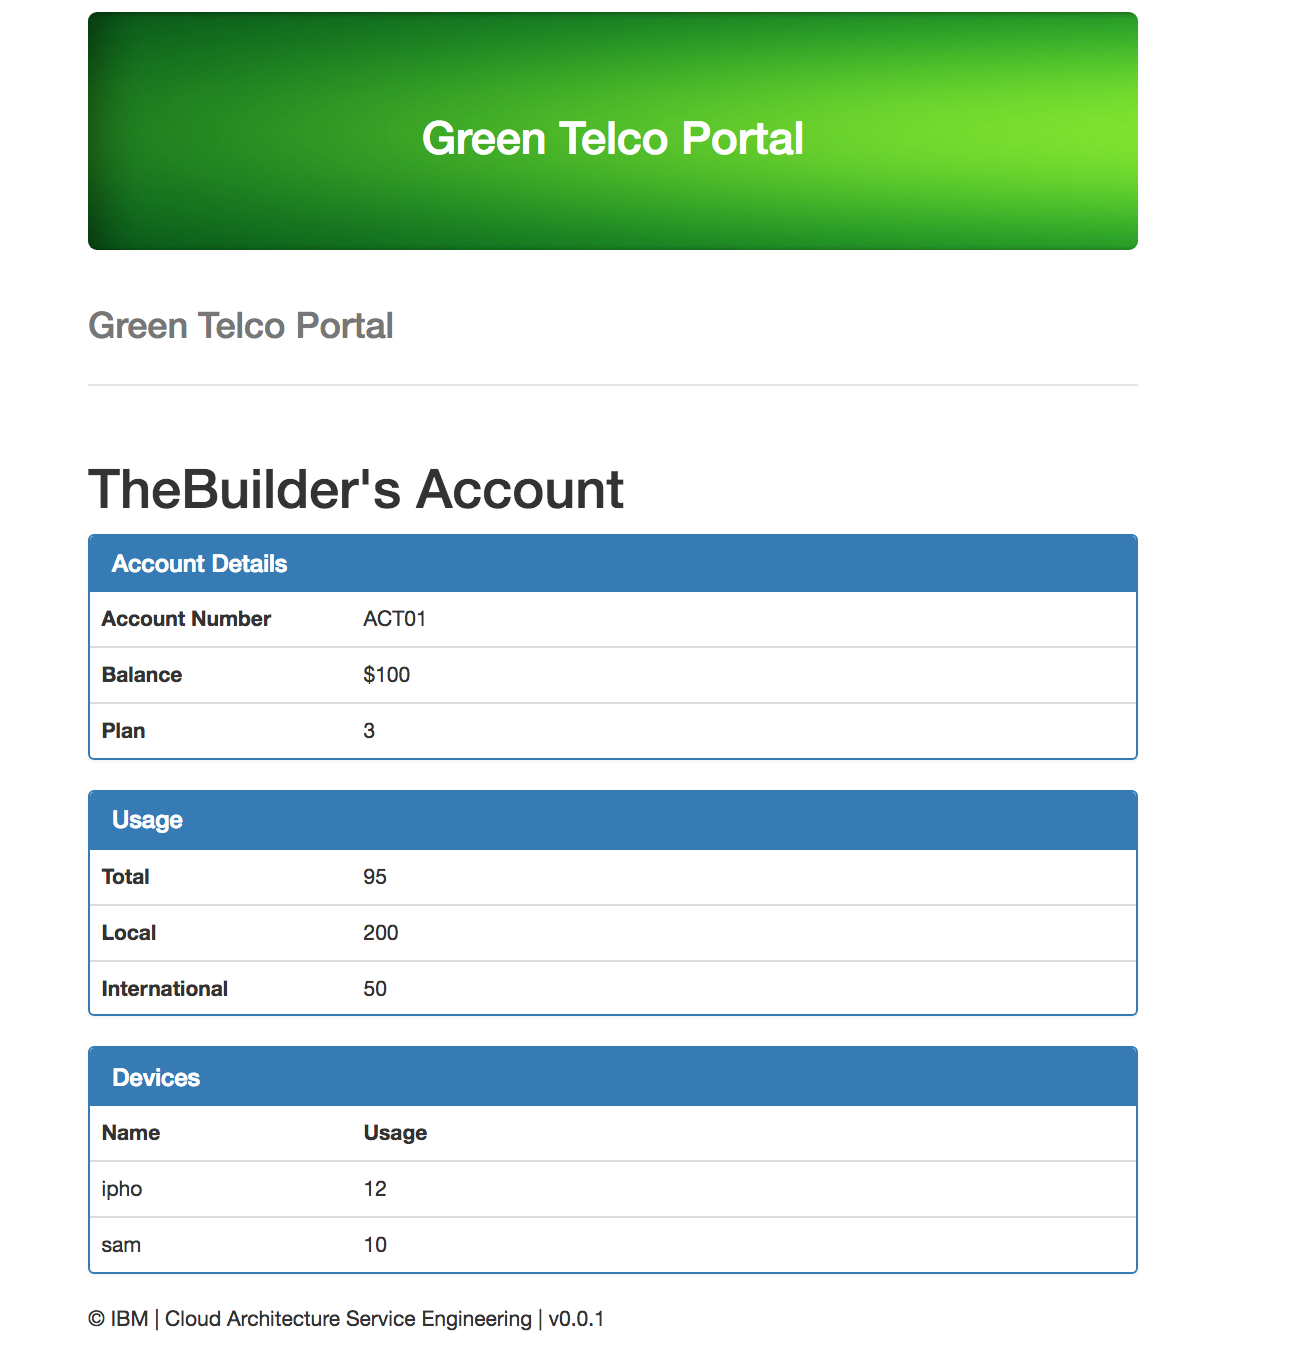 Green Telco Portal
Green Telco Portal
TheBuilder's Account
Account Details
Account Number ACT01
Balance $100
Plan 3
Usage
Total 95
Local 200
International 50
Devices
Name Usage
ipho 12
sam 10
© IBM | Cloud Architecture Service Engineering | v0.0.1